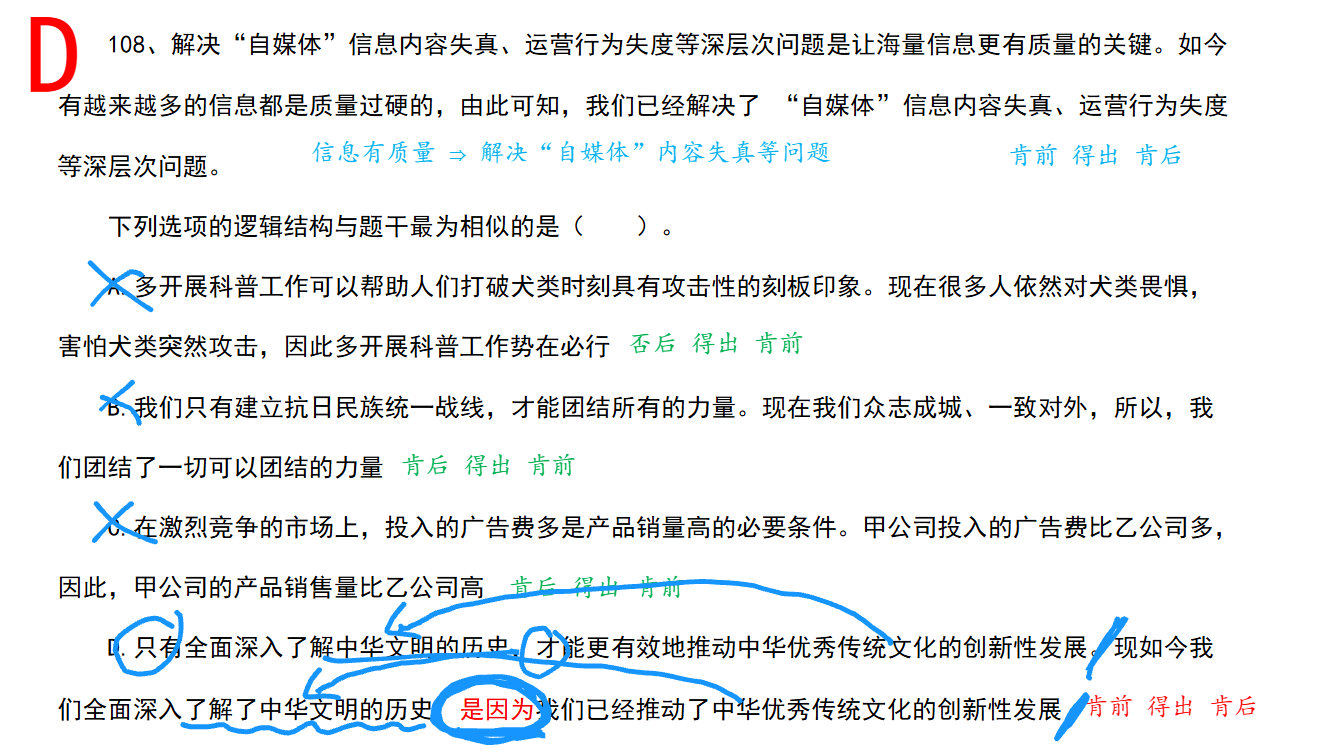 D
108、解决“自媒体”信息内容失真、运营行为失度等深层次问题是让海量信息更有质量的关键。如今
有越来越多的信息都是质量过硬的，由此可知，我们已经解决了 “自媒体”信息内容失真、运营行为失度
等深层次问题。
信息有质量 ⇒ 解决“自媒体”内容失真等问题 肯前 得出 肯后
下列选项的逻辑结构与题干最为相似的是（ ）。
A. 多开展科普工作可以帮助人们打破犬类时刻具有攻击性的刻板印象。现在很多人依然对犬类畏惧，
害怕犬类突然攻击，因此多开展科普工作势在必行 否后 得出 肯前
B. 我们只有建立抗日民族统一战线，才能团结所有的力量。现在我们众志成城、一致对外，所以，我
们团结了一切可以团结的力量 肯后 得出 肯前
C. 在激烈竞争的市场上，投入的广告费多是产品销量高的必要条件。甲公司投入的广告费比乙公司多，
因此，甲公司的产品销售量比乙公司高 肯后 得出 肯前
D. 只有全面深入了解中华文明的历史，才能更有效地推动中华优秀传统文化的创新性发展。现如今我
们全面深入了解了中华文明的历史 是因为我们已经推动了中华优秀传统文化的创新性发展 肯前 得出 肯后